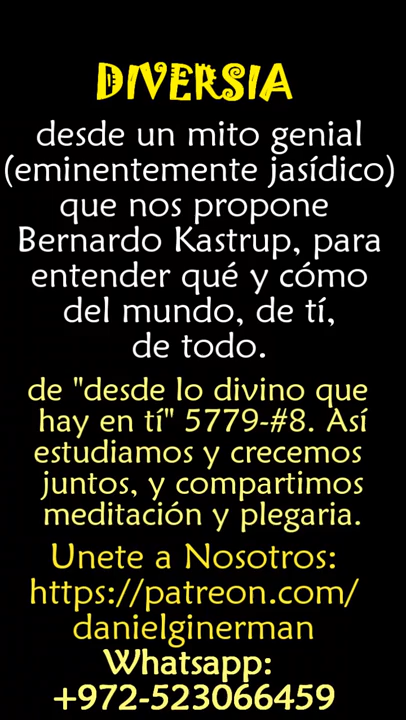 DIVERSIA
desde un mito genial
(eminentemente jasídico)
que nos propone
Bernardo Kastrup, para
entender qué y cómo
del mundo, de tí,
de todo.
de "desde lo divino que
hay en tí" 5779-#8. Así
estudiamos y crecemos
juntos, y compartimos
meditación y plegaria.
Unete a Nosotros:
https://patreon.com/
danielginerman
Whatsapp:
+972-523066459